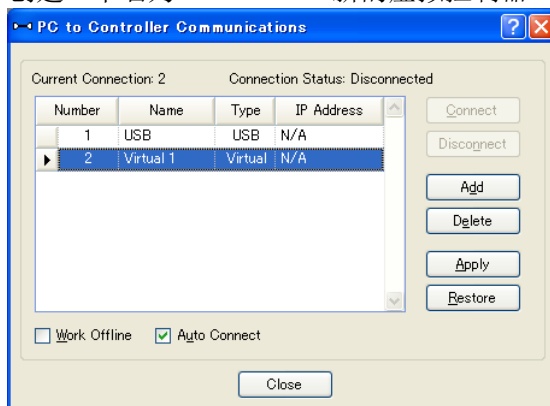 PC to Controller Communications
Current Connection: 2 Connection Status: Disconnected
Number Name Type IP Address
1 USB USB N/A
2 Virtual 1 Virtual N/A
Connect
Disconnect
Add
Delete
Apply
Restore
Work Offline Auto Connect
Close